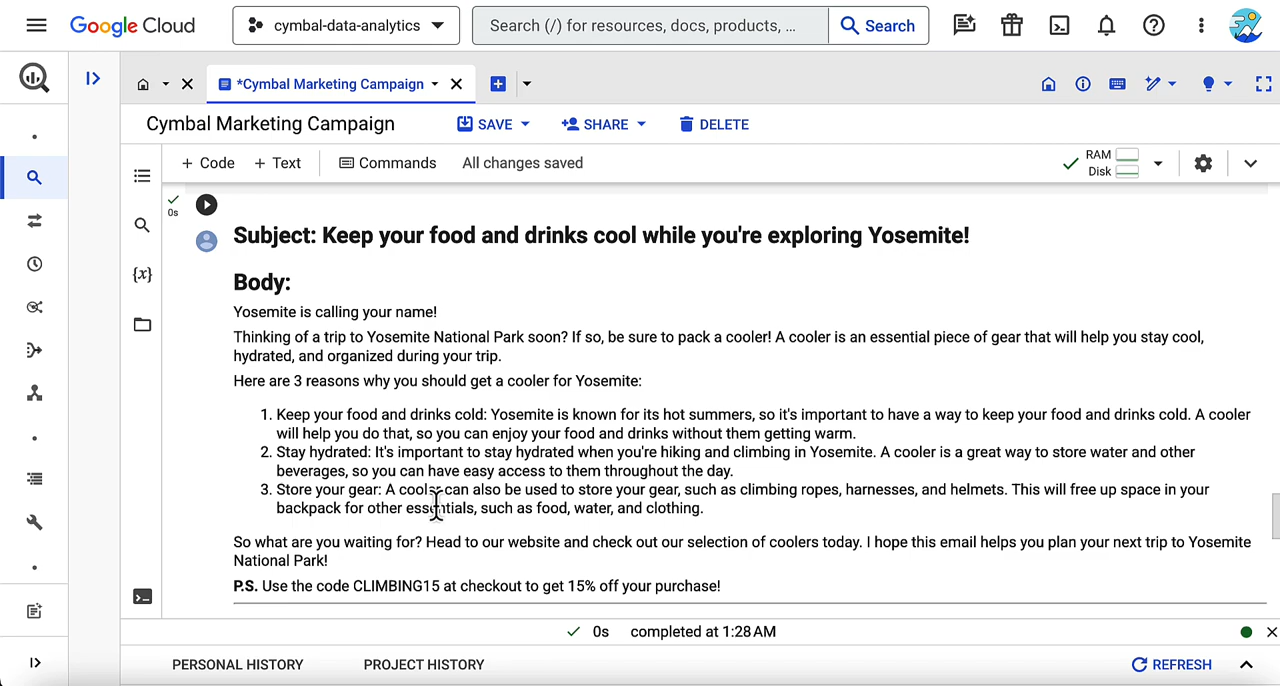 Google Cloud
cymbal-data-analytics
Search (/) for resources, docs, products, ...
Search
*Cymbal Marketing Campaign
Cymbal Marketing Campaign
SAVE
SHARE
DELETE
+ Code
+ Text
Commands
All changes saved
RAM
Disk
0s
{x}
Subject: Keep your food and drinks cool while you're exploring Yosemite!
Body:
Yosemite is calling your name!
Thinking of a trip to Yosemite National Park soon? If so, be sure to pack a cooler! A cooler is an essential piece of gear that will help you stay cool,
hydrated, and organized during your trip.
Here are 3 reasons why you should get a cooler for Yosemite:
1. Keep your food and drinks cold: Yosemite is known for its hot summers, so it's important to have a way to keep your food and drinks cold. A cooler
will help you do that, so you can enjoy your food and drinks without them getting warm.
2. Stay hydrated: It's important to stay hydrated when you're hiking and climbing in Yosemite. A cooler is a great way to store water and other
beverages, so you can have easy access to them throughout the day.
3. Store your gear: A cooler can also be used to store your gear, such as climbing ropes, harnesses, and helmets. This will free up space in your
backpack for other essentials, such as food, water, and clothing.
So what are you waiting for? Head to our website and check out our selection of coolers today. I hope this email helps you plan your next trip to Yosemite
National Park!
P.S. Use the code CLIMBING15 at checkout to get 15% off your purchase!
0s completed at 1:28 AM
PERSONAL HISTORY
PROJECT HISTORY
REFRESH